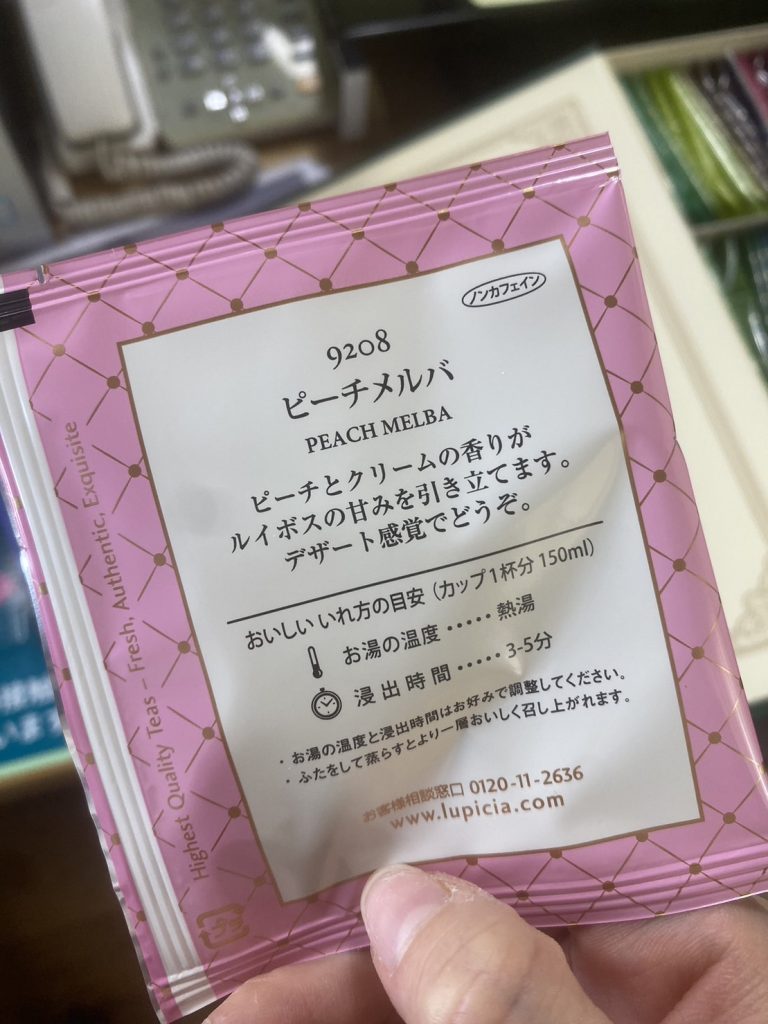 ノンカフェイン
9208
ピーチメルバ
PEACH MELBA
ピーチとクリームの香りが
ルイボスの甘みを引き立てます。
デザート感覚でどうぞ。
おいしいいれ方の目安（カップ1杯分 150ml）
お湯の温度 ····· 熱湯
浸出時間 ····· 3-5分
・お湯の温度と浸出時間はお好みで調整してください。
・ふたをして蒸らすとより一層おいしく召し上がれます。
お客様相談窓口 0120-11-2636
www.lupicia.com
Highest Quality Teas – Fresh, Authentic, Exquisite
プラ